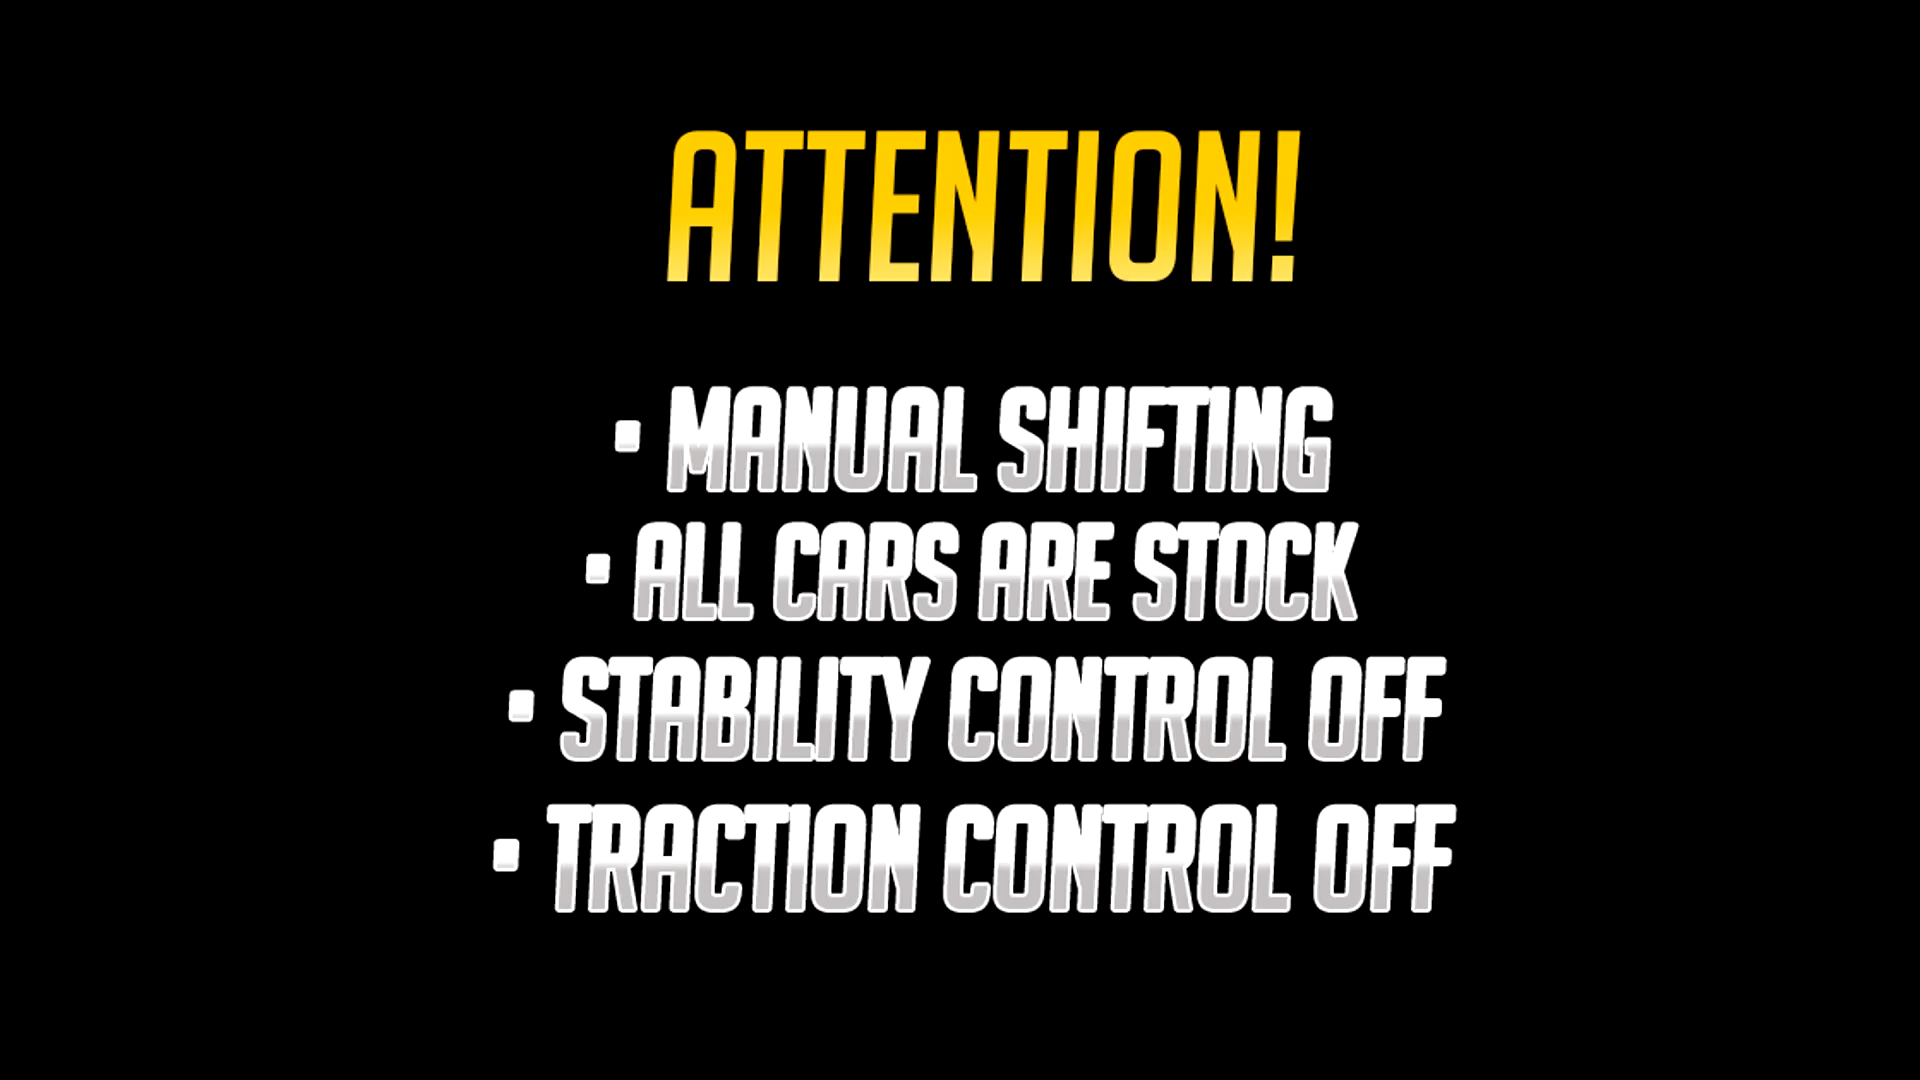 ATTENTION!
• MANUAL SHIFTING
• ALL CARS ARE STOCK
• STABILITY CONTROL OFF
• TRACTION CONTROL OFF